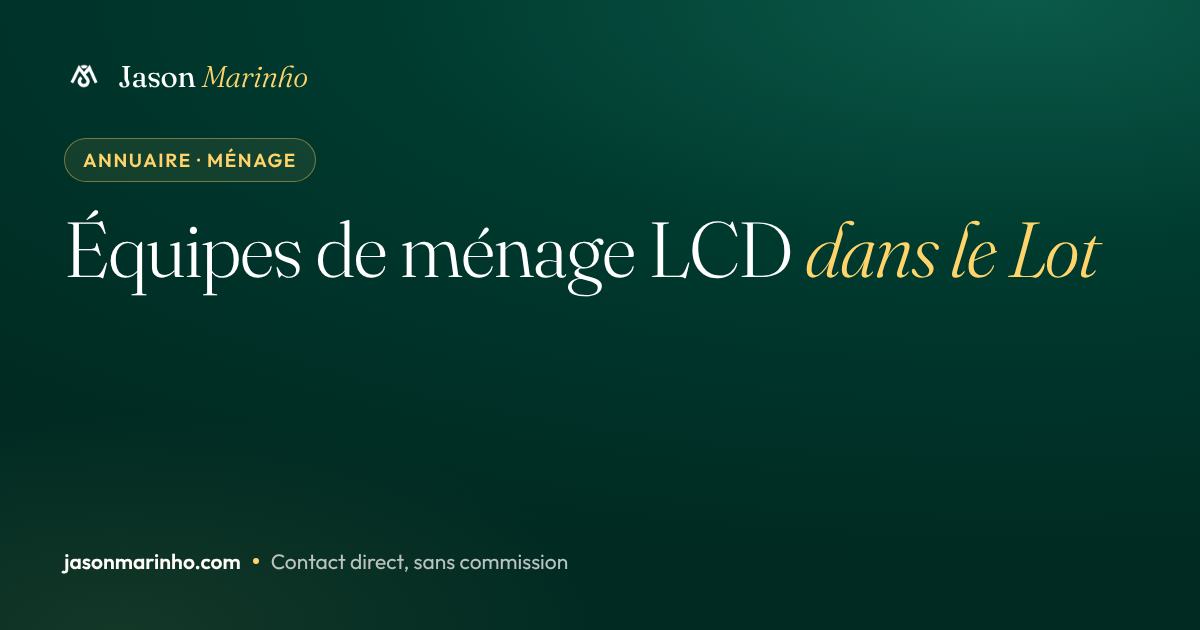 Jason Marinho
ANNUAIRE · MÉNAGE
Équipes de ménage LCD dans le Lot
jasonmarinho.com • Contact direct, sans commission